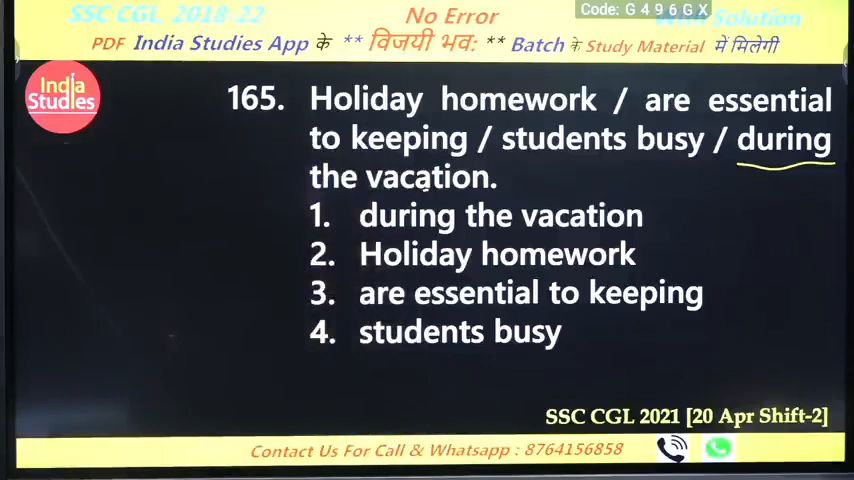 SSC CGL 2018-22
No Error
Code: G 4 9 6 G X
Solution
PDF India Studies App के ** विजयी भव: ** Batch के Study Material में मिलेगी
India
Studies
165. Holiday homework / are essential
to keeping / students busy / during
the vacation.
1. during the vacation
2. Holiday homework
3. are essential to keeping
4. students busy
SSC CGL 2021 [20 Apr Shift-2]
Contact Us For Call & Whatsapp : 8764156858